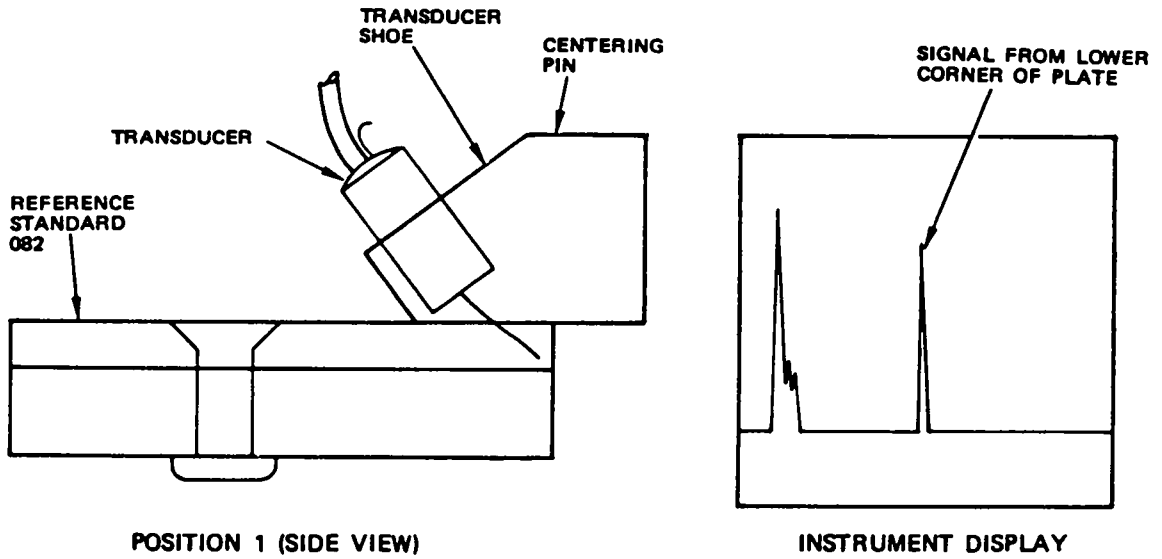 TRANSDUCER
SHOE
CENTERING
PIN
SIGNAL FROM LOWER
CORNER OF PLATE
TRANSDUCER
REFERENCE
STANDARD
082
POSITION 1 (SIDE VIEW)
INSTRUMENT DISPLAY